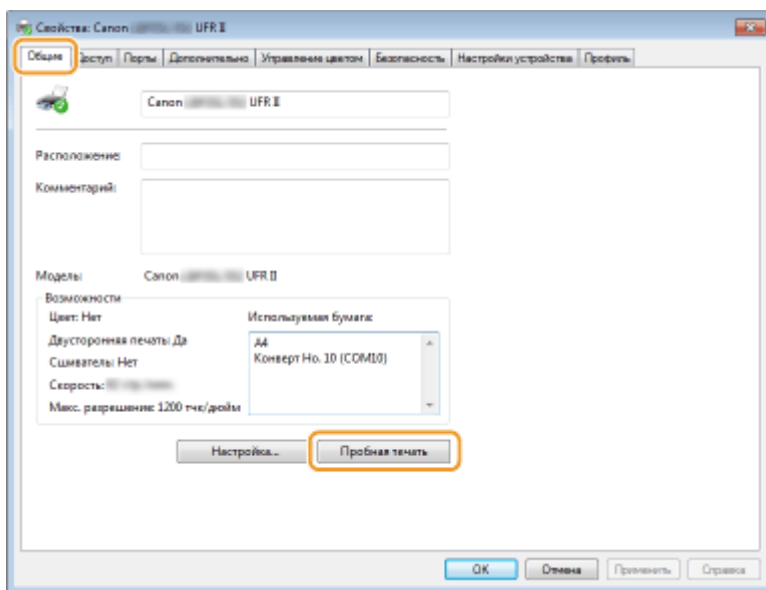 Свойства: Canon UFR II
Общие Доступ Порты Дополнительно Управление цветом Безопасность Настройки устройства Профиль
Canon UFR II
Расположение:
Комментарий:
Модель: Canon UFR II
Возможности
Цвет: Нет Используемая бумага:
Двусторонняя печать: Да A4
Сшиватель: Нет Конверт Но. 10 (COM10)
Скорость:
Макс. разрешение: 1200 тчк/дюйм
Настройка... Пробная печать
OK Отмена Применить Справка